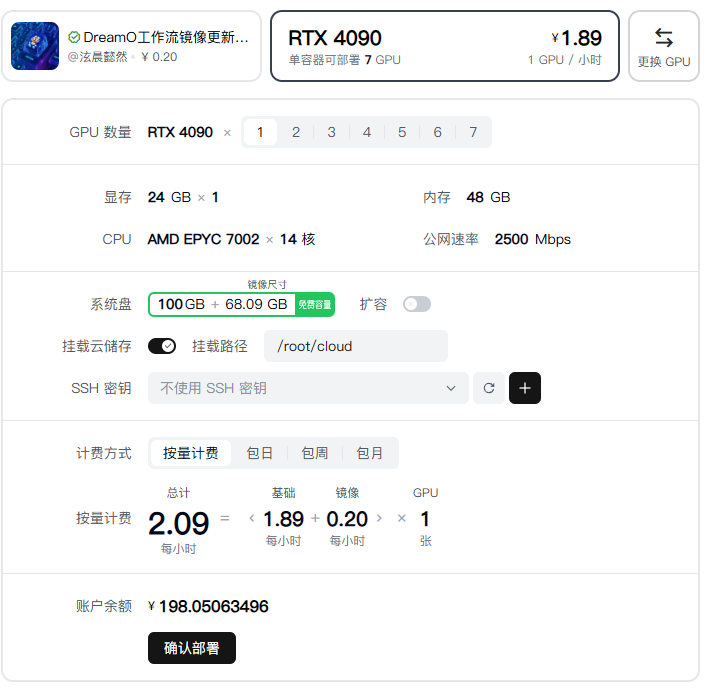 DreamO工作流镜像更新...
@泫晨懿然 · ¥ 0.20
RTX 4090
单容器可部署 7 GPU
¥1.89
1 GPU / 小时
更换 GPU
GPU 数量 RTX 4090 × 1 2 3 4 5 6 7
显存 24 GB × 1 内存 48 GB
CPU AMD EPYC 7002 × 14 核 公网速率 2500 Mbps
镜像尺寸
系统盘 100GB + 68.09 GB 免费容量 扩容
挂载云储存 挂载路径 /root/cloud
SSH 密钥 不使用 SSH 密钥
计费方式 按量计费 包日 包周 包月
总计 基础 镜像 GPU
按量计费 2.09 = ‹ 1.89 + 0.20 › × 1
每小时 每小时 每小时 张
账户余额 ¥ 198.05063496
确认部署